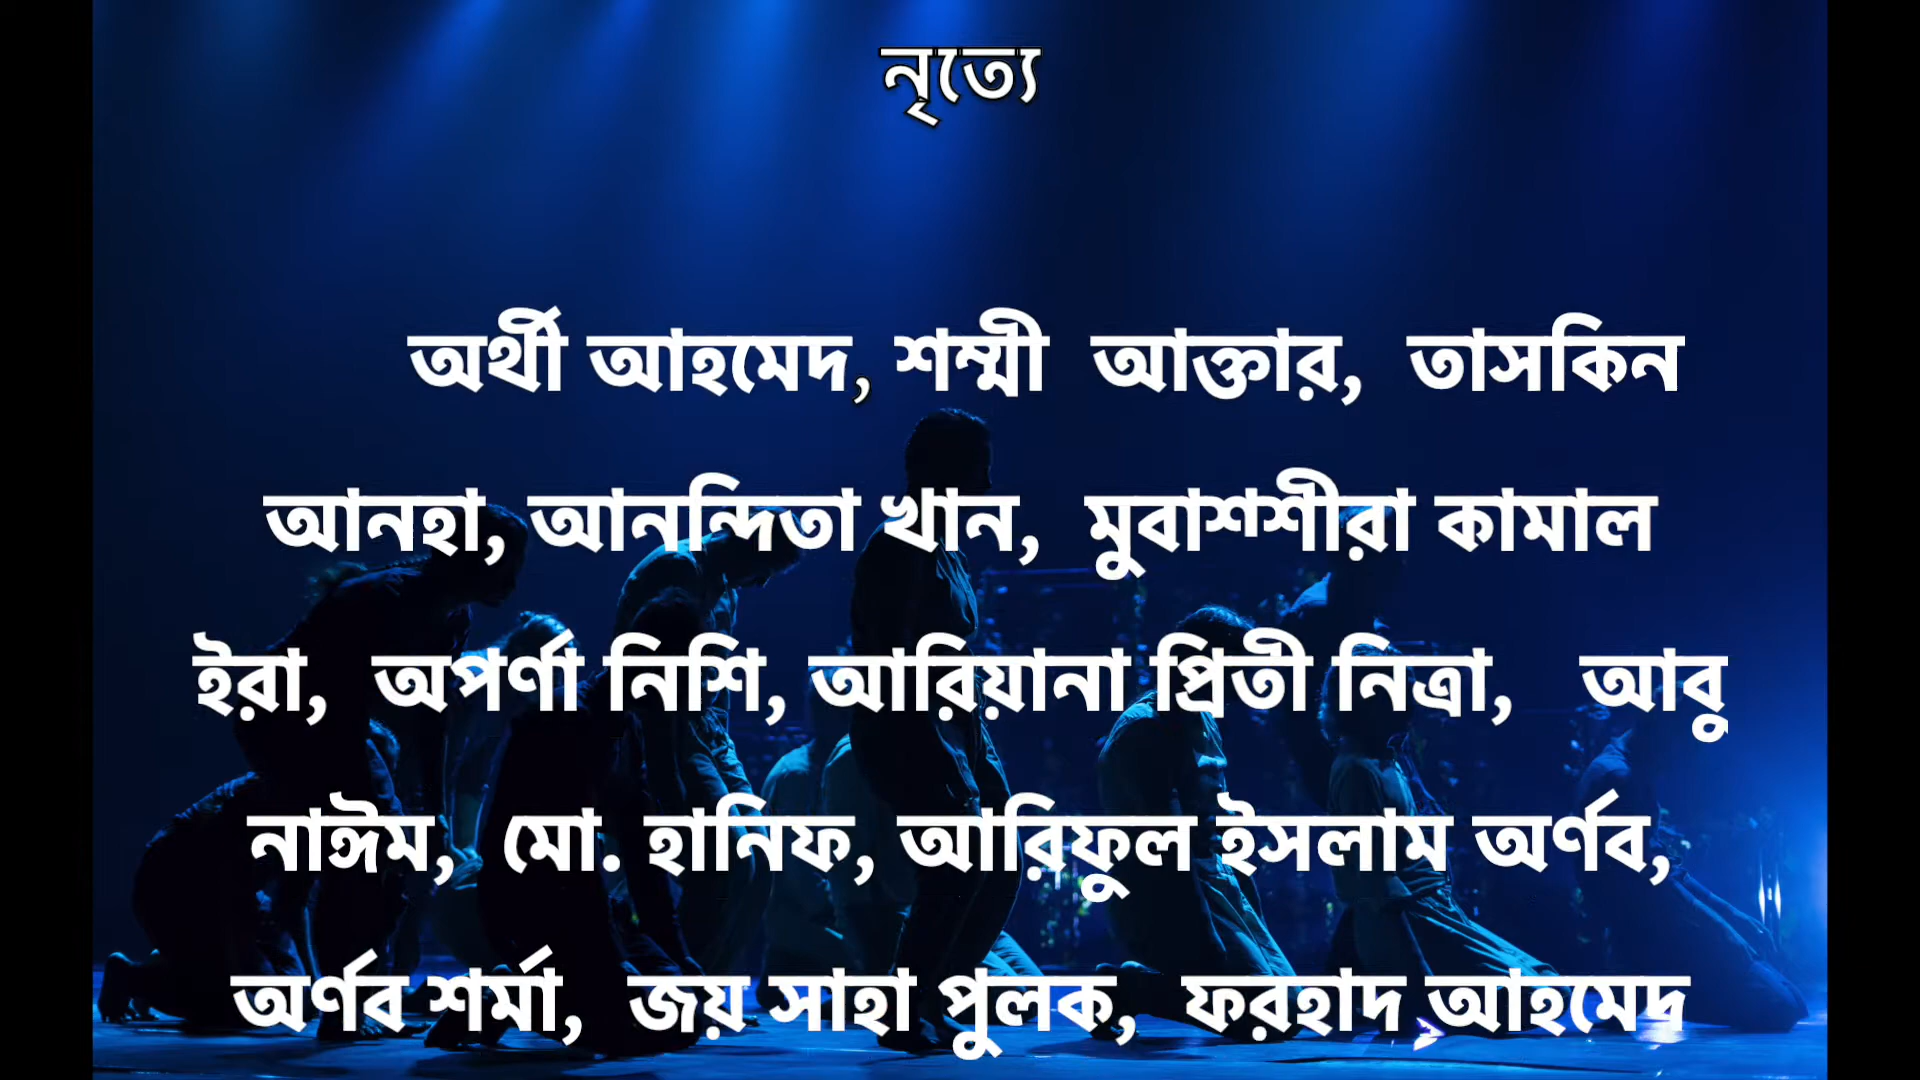 নৃত্যে
অর্থী আহমেদ, শম্মী আক্তার, তাসকিন
আনহা, আনন্দিতা খান, মুবাশশীরা কামাল
ইরা, অপর্ণা নিশি, আরিয়ানা প্রিতী নিত্রা, আবু
নাঈম, মো. হানিফ, আরিফুল ইসলাম অর্ণব,
অর্ণব শর্মা, জয় সাহা পুলক, ফরহাদ আহমেদ